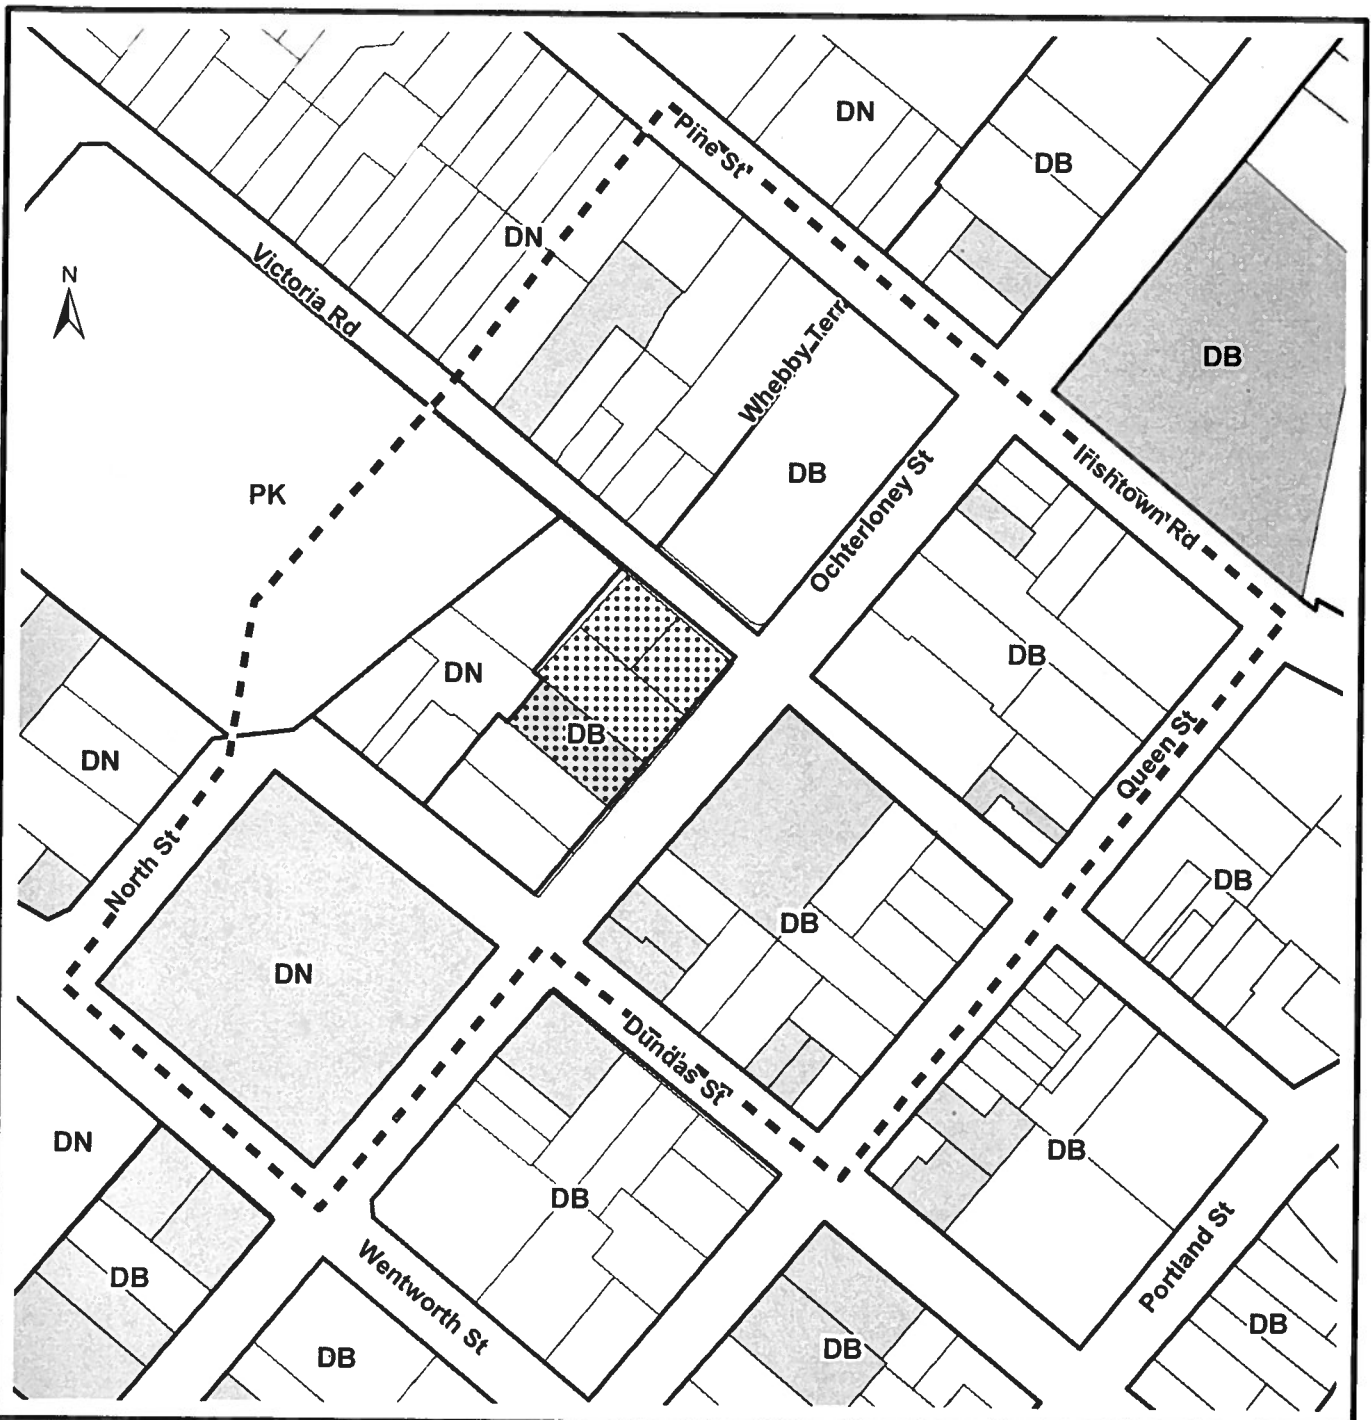 DN
Pine St
DB
DN
Victoria Rd
N
Whebby Terr
DB
DB
PK
Ochterloney St
Irishtown Rd
DN
DB
DB
DN
Queen St
North St
DB
DB
DN
Dundas St
DN
DB
DB
Portland St
DB
Wentworth St
DB
DB
DB